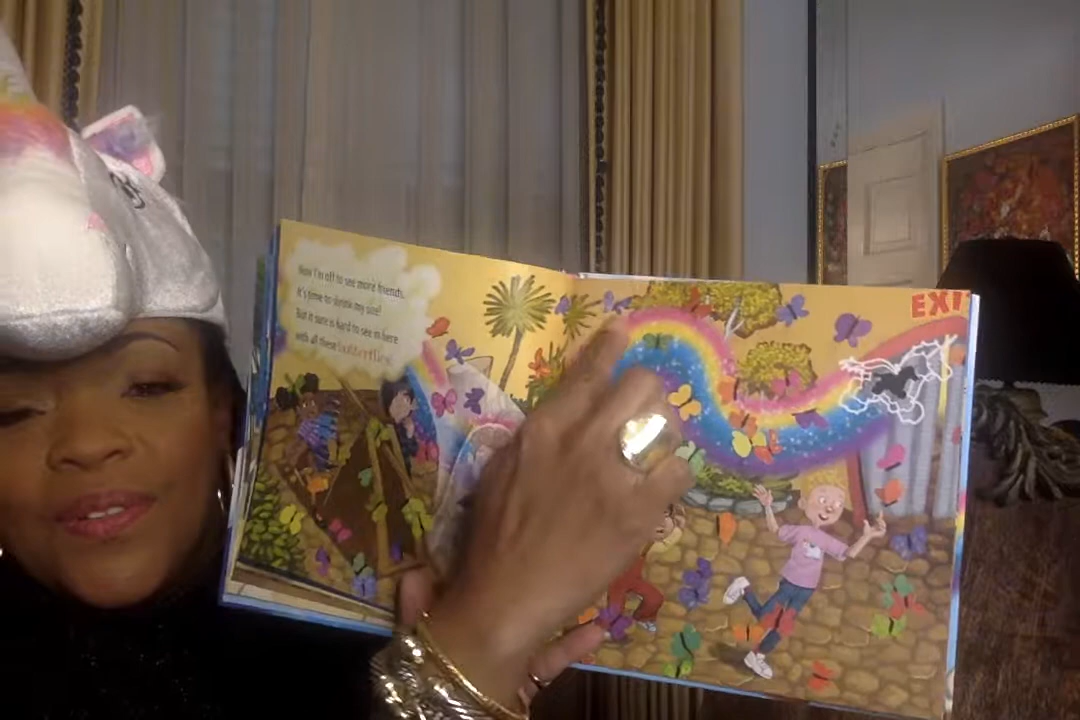 Now I'm off to see more friends.
It's time to shrink my size!
But it sure is hard to see in here
with all these butterflies!
EXI